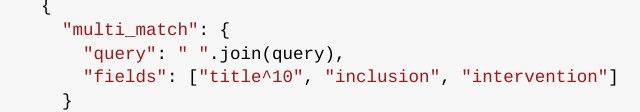 {
"multi_match": {
"query": " ".join(query),
"fields": ["title^10", "inclusion", "intervention"]
}